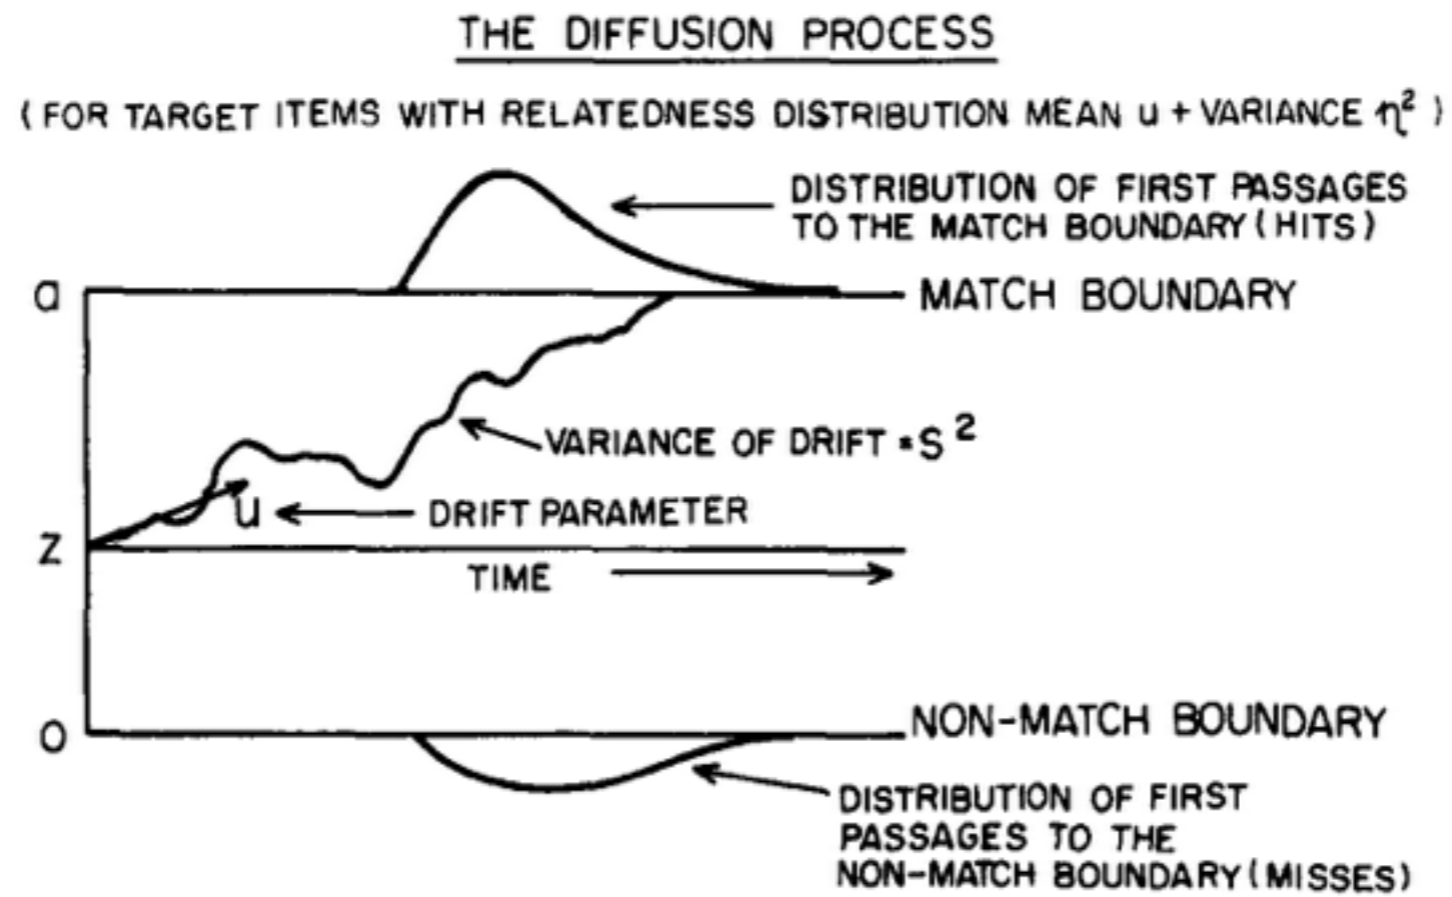 THE DIFFUSION PROCESS
(FOR TARGET ITEMS WITH RELATEDNESS DISTRIBUTION MEAN u + VARIANCE η²)
DISTRIBUTION OF FIRST PASSAGES
TO THE MATCH BOUNDARY (HITS)
a
MATCH BOUNDARY
VARIANCE OF DRIFT = S²
u
DRIFT PARAMETER
Z
TIME
O
NON-MATCH BOUNDARY
DISTRIBUTION OF FIRST
PASSAGES TO THE
NON-MATCH BOUNDARY (MISSES)